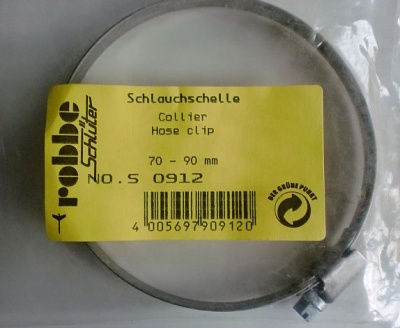 robbe
Schlüter
Schlauchschelle
Collier
Hose clip
70 - 90 mm
NO.S 0912
4 005697 909120
DER GRÜNE PUNKT